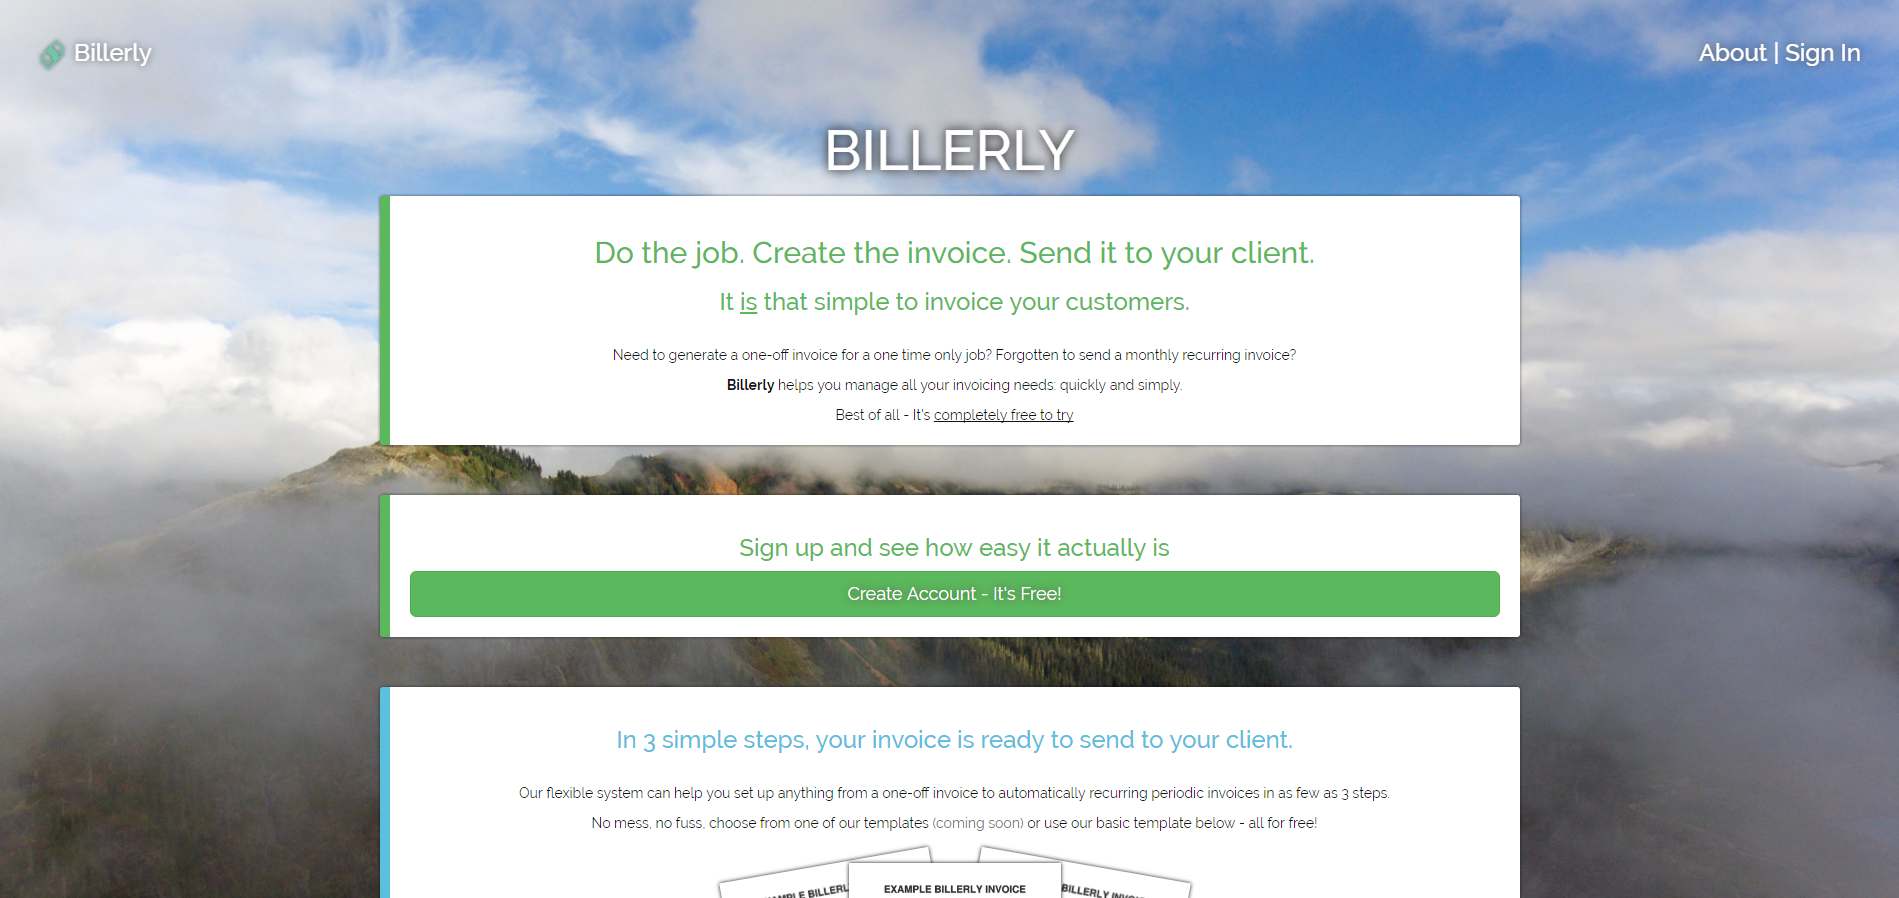 Billerly
About | Sign In
BILLERLY
Do the job. Create the invoice. Send it to your client.
It is that simple to invoice your customers.
Need to generate a one-off invoice for a one time only job? Forgotten to send a monthly recurring invoice?
Billerly helps you manage all your invoicing needs: quickly and simply.
Best of all - It's completely free to try
Sign up and see how easy it actually is
Create Account - It's Free!
In 3 simple steps, your invoice is ready to send to your client.
Our flexible system can help you set up anything from a one-off invoice to automatically recurring periodic invoices in as few as 3 steps.
No mess, no fuss, choose from one of our templates (coming soon) or use our basic template below - all for free!
EXAMPLE BILLERLY INVOICE